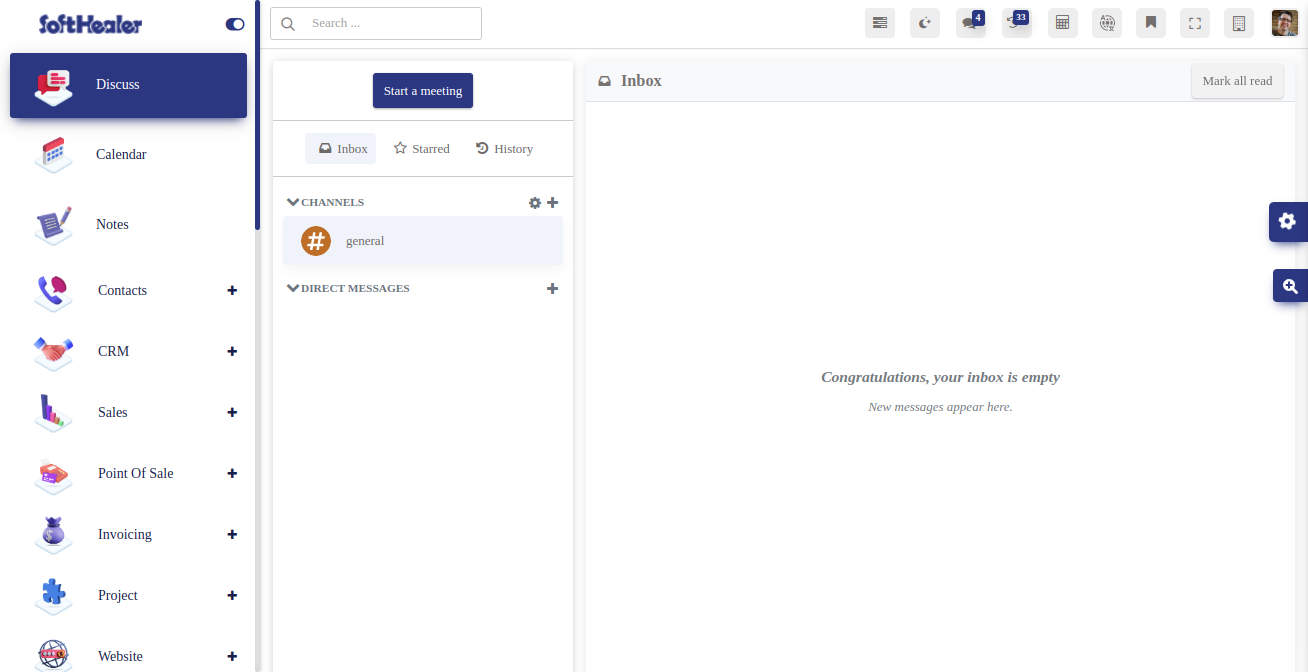 SoftHealer
Search ...
4
33
Discuss
Calendar
Notes
Contacts
CRM
Sales
Point Of Sale
Invoicing
Project
Website
Start a meeting
Inbox
Starred
History
CHANNELS
general
DIRECT MESSAGES
Inbox
Mark all read
Congratulations, your inbox is empty
New messages appear here.